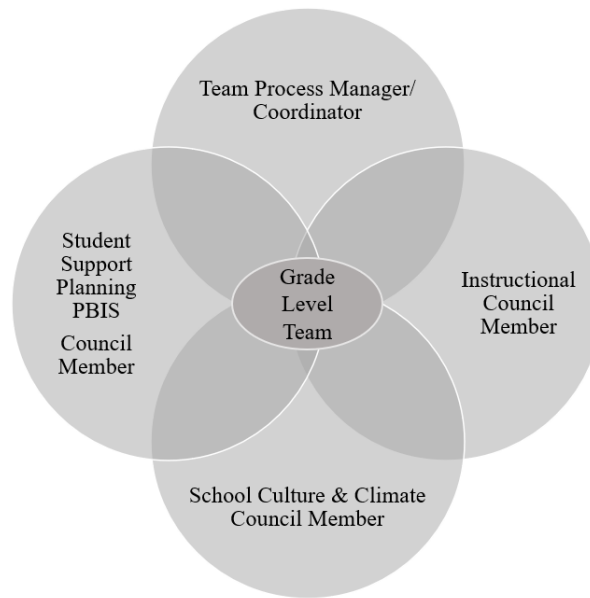 Team Process Manager/
Coordinator
Student
Support
Planning
PBIS
Council
Member
Grade
Level
Team
Instructional
Council
Member
School Culture & Climate
Council Member